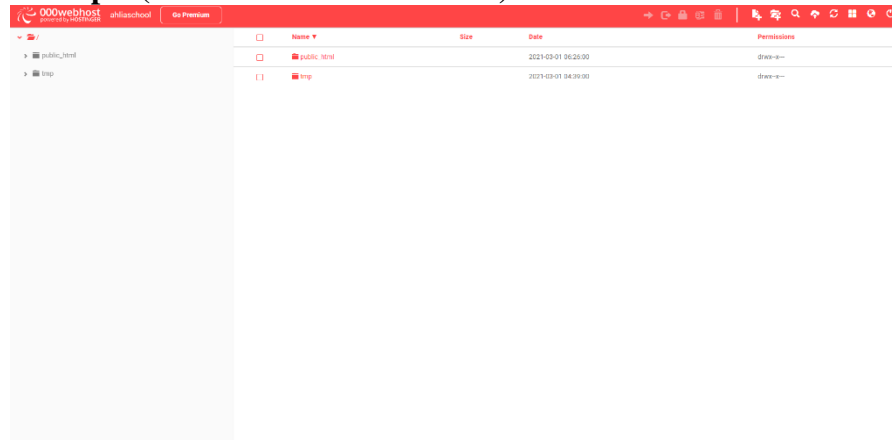 000webhost
powered by HOSTINGER
ahliaschool
Go Premium
/
public_html
tmp
Name ▼ Size Date Permissions
public_html 2021-03-01 06:26:00 drwx--x---
tmp 2021-03-01 04:39:00 drwx--x---